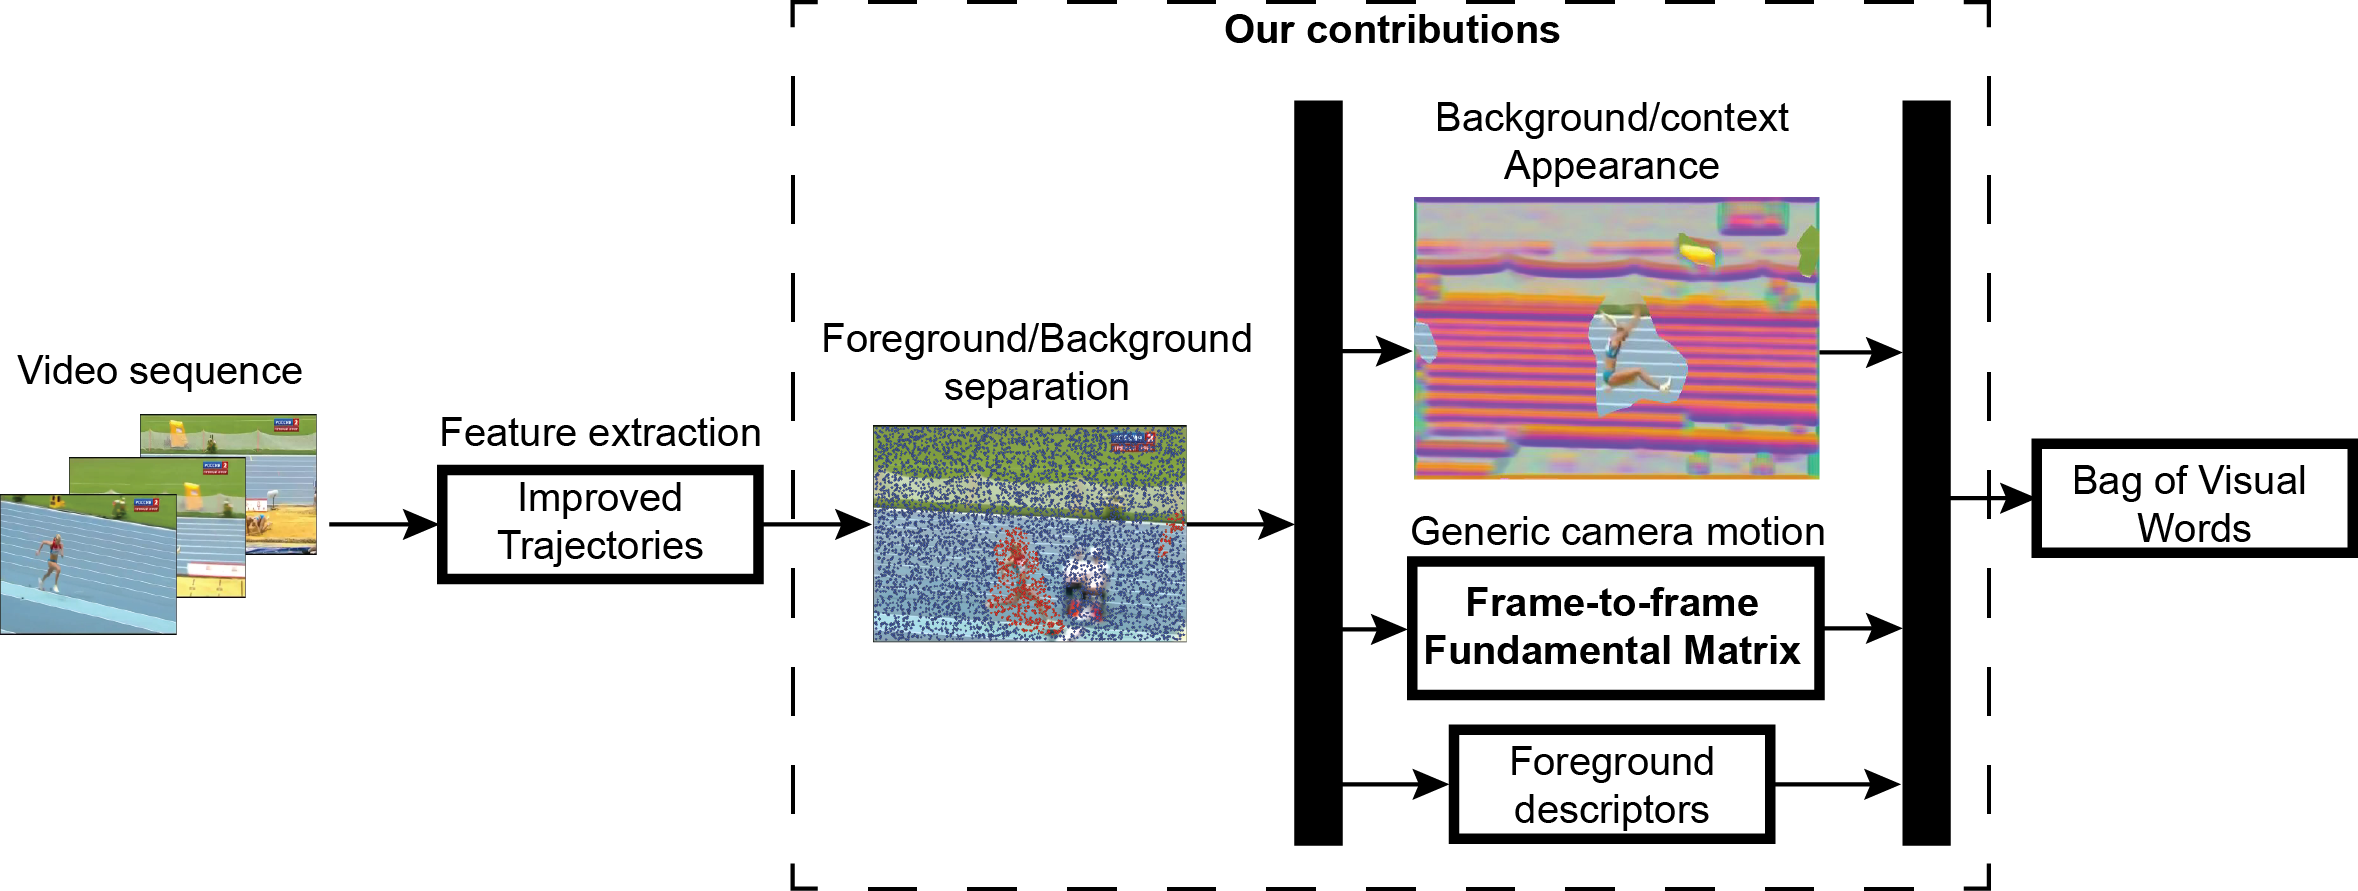 Our contributions
Background/context
Appearance
Foreground/Background
separation
Video sequence
Feature extraction
Improved
Trajectories
Generic camera motion
Frame-to-frame
Fundamental Matrix
Foreground
descriptors
Bag of Visual
Words